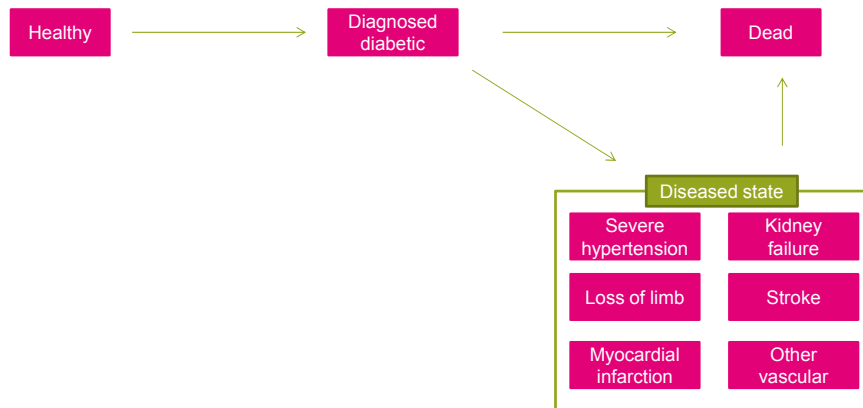 Healthy
Diagnosed
diabetic
Dead
Diseased state
Severe
hypertension
Kidney
failure
Loss of limb
Stroke
Myocardial
infarction
Other
vascular